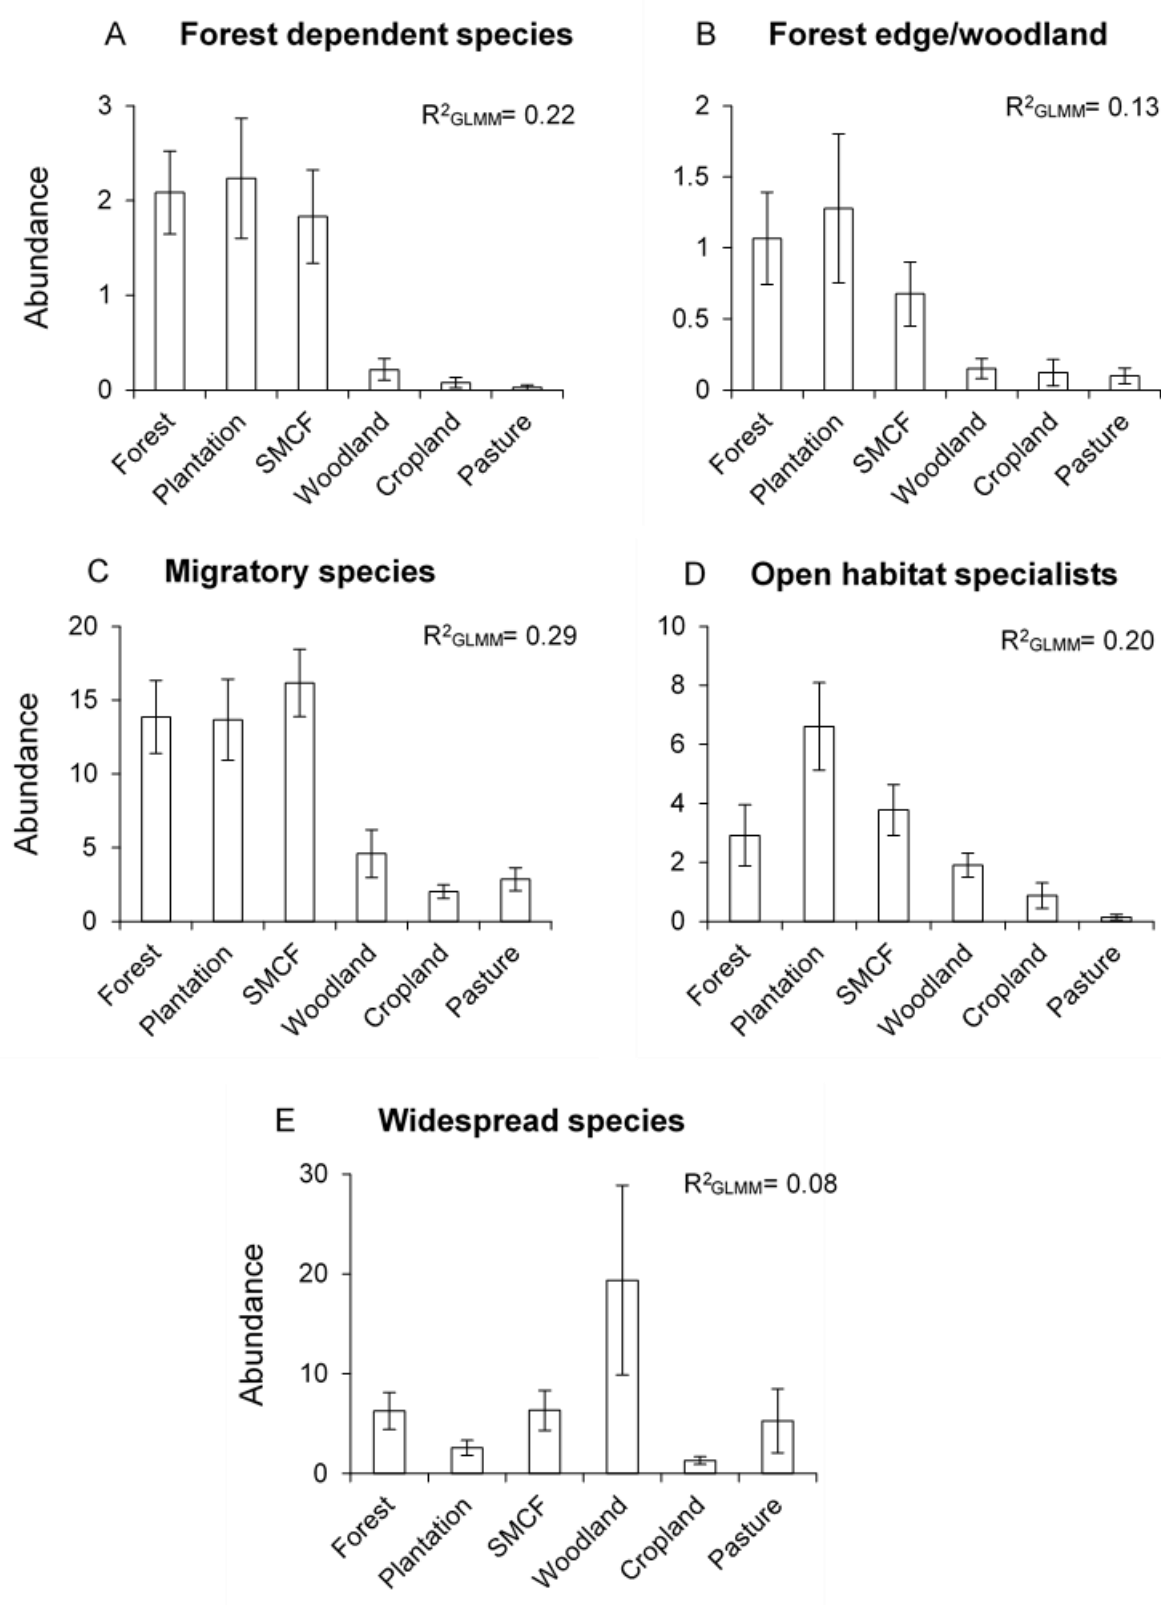 A Forest dependent species
R²GLMM= 0.22
Abundance
3
2
1
0
Forest
Plantation
SMCF
Woodland
Cropland
Pasture
B Forest edge/woodland
R²GLMM= 0.13
2
1.5
1
0.5
0
Forest
Plantation
SMCF
Woodland
Cropland
Pasture
C Migratory species
R²GLMM= 0.29
Abundance
20
15
10
5
0
Forest
Plantation
SMCF
Woodland
Cropland
Pasture
D Open habitat specialists
R²GLMM= 0.20
10
8
6
4
2
0
Forest
Plantation
SMCF
Woodland
Cropland
Pasture
E Widespread species
R²GLMM= 0.08
Abundance
30
20
10
0
Forest
Plantation
SMCF
Woodland
Cropland
Pasture